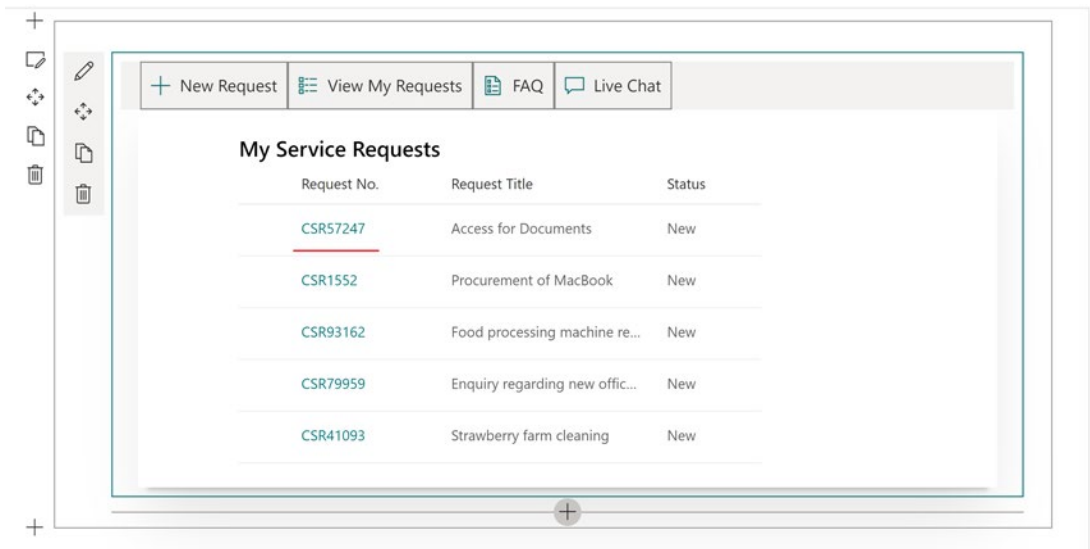 New Request View My Requests FAQ Live Chat
My Service Requests
Request No. Request Title Status
CSR57247 Access for Documents New
CSR1552 Procurement of MacBook New
CSR93162 Food processing machine re... New
CSR79959 Enquiry regarding new offic... New
CSR41093 Strawberry farm cleaning New